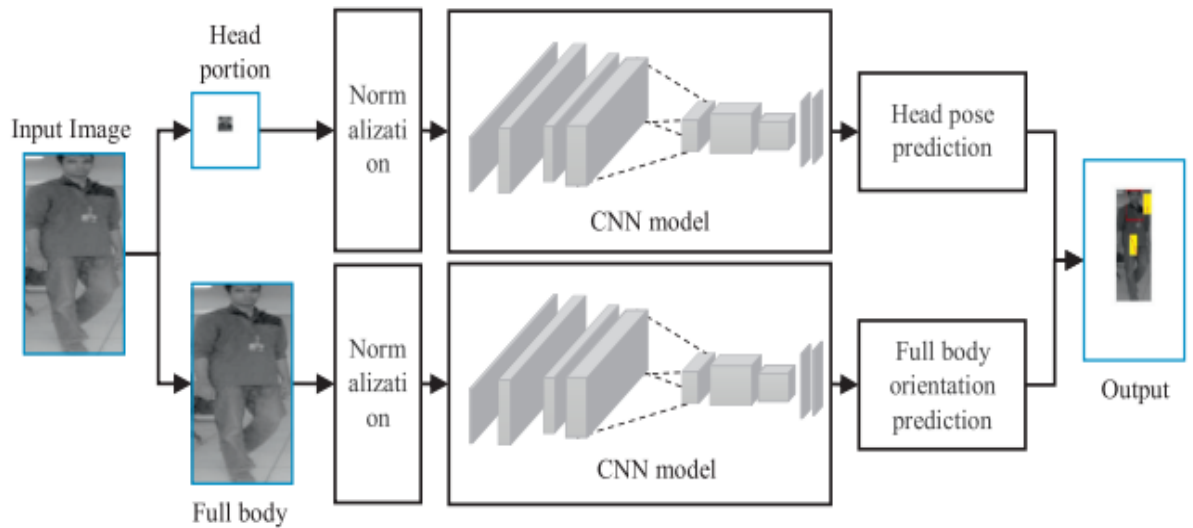 Head
portion
Input Image
Norm
alizati
on
CNN model
Head pose
prediction
Full body
Norm
alizati
on
CNN model
Full body
orientation
prediction
Output